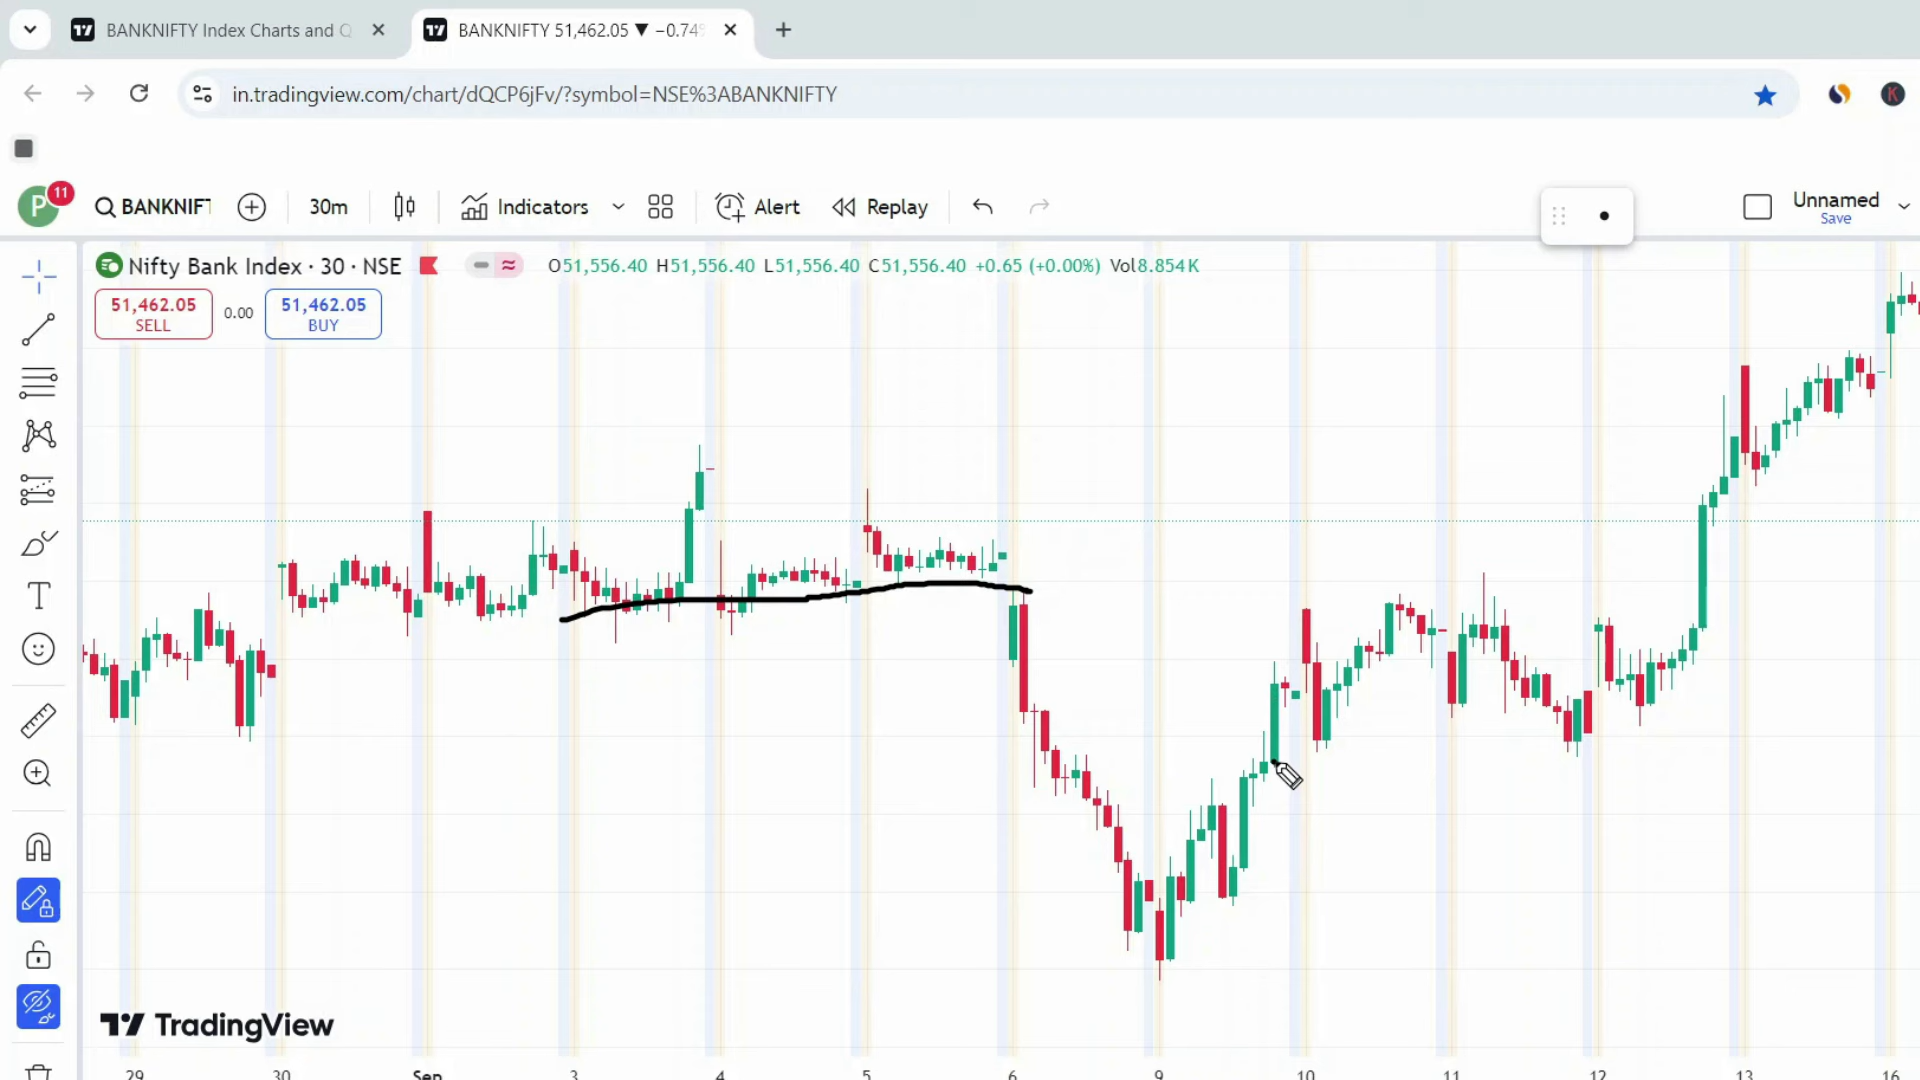 BANKNIFTY Index Charts and Q
BANKNIFTY 51,462.05 ▼ −0.74%
in.tradingview.com/chart/dQCP6jFv/?symbol=NSE%3ABANKNIFTY
K
P
11
BANKNIFT
30m
Indicators
Alert
Replay
Unnamed
Save
Nifty Bank Index · 30 · NSE
O51,556.40 H51,556.40 L51,556.40 C51,556.40 +0.65 (+0.00%) Vol8.854 K
51,462.05
SELL
0.00
51,462.05
BUY
TradingView
29 30 Sep 3 4 5 6 9 10 11 12 13 16